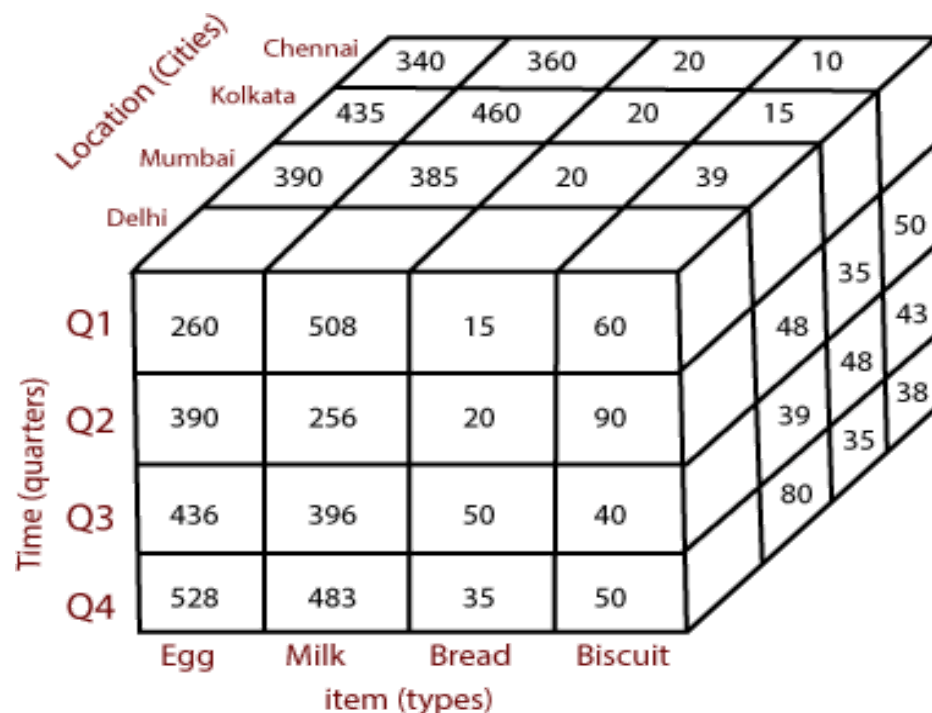 Location (Cities)
Chennai 340 360 20 10
Kolkata 435 460 20 15
Mumbai 390 385 20 39
Delhi
Time (quarters)
Q1 260 508 15 60 48 35 50
Q2 390 256 20 90 39 48 43
Q3 436 396 50 40 80 35 38
Q4 528 483 35 50
Egg Milk Bread Biscuit
item (types)